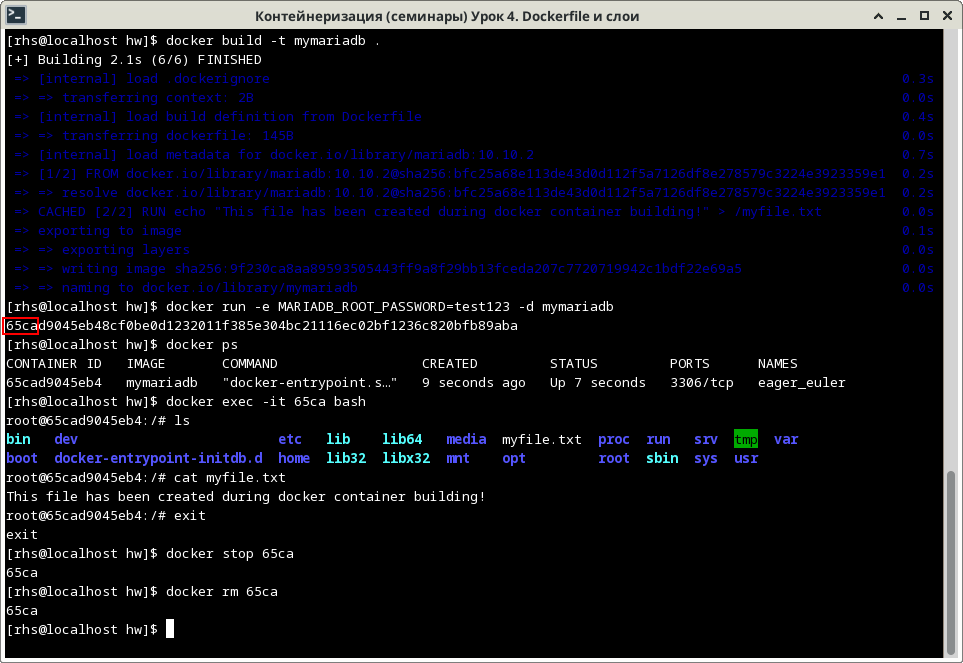 Контейнеризация (семинары) Урок 4. Dockerfile и слои
[rhs@localhost hw]$ docker build -t mymariadb .
[+] Building 2.1s (6/6) FINISHED
=> [internal] load .dockerignore 0.3s
=> => transferring context: 2B 0.0s
=> [internal] load build definition from Dockerfile 0.4s
=> => transferring dockerfile: 145B 0.0s
=> [internal] load metadata for docker.io/library/mariadb:10.10.2 0.7s
=> [1/2] FROM docker.io/library/mariadb:10.10.2@sha256:bfc25a68e113de43d0d112f5a7126df8e278579c3224e3923359e1 0.2s
=> => resolve docker.io/library/mariadb:10.10.2@sha256:bfc25a68e113de43d0d112f5a7126df8e278579c3224e3923359e1 0.2s
=> CACHED [2/2] RUN echo "This file has been created during docker container building!" > /myfile.txt 0.0s
=> exporting to image 0.1s
=> => exporting layers 0.0s
=> => writing image 0.0s
=> => naming to docker.io/library/mymariadb 0.0s
[rhs@localhost hw]$ docker run -e MARIADB_ROOT_PASSWORD=test123 -d mymariadb
65cad9045eb48cf0be0d1232011f385e304bc21116ec02bf1236c820bfb89aba
[rhs@localhost hw]$ docker ps
CONTAINER ID IMAGE COMMAND CREATED STATUS PORTS NAMES
65cad9045eb4 mymariadb "docker-entrypoint.s…" 9 seconds ago Up 7 seconds 3306/tcp eager_euler
[rhs@localhost hw]$ docker exec -it 65ca bash
root@65cad9045eb4:/# ls
bin dev etc lib lib64 media myfile.txt proc run srv tmp var
boot docker-entrypoint-initdb.d home lib32 libx32 mnt opt root sbin sys usr
root@65cad9045eb4:/# cat myfile.txt
This file has been created during docker container building!
root@65cad9045eb4:/# exit
exit
[rhs@localhost hw]$ docker stop 65ca
65ca
[rhs@localhost hw]$ docker rm 65ca
65ca
[rhs@localhost hw]$